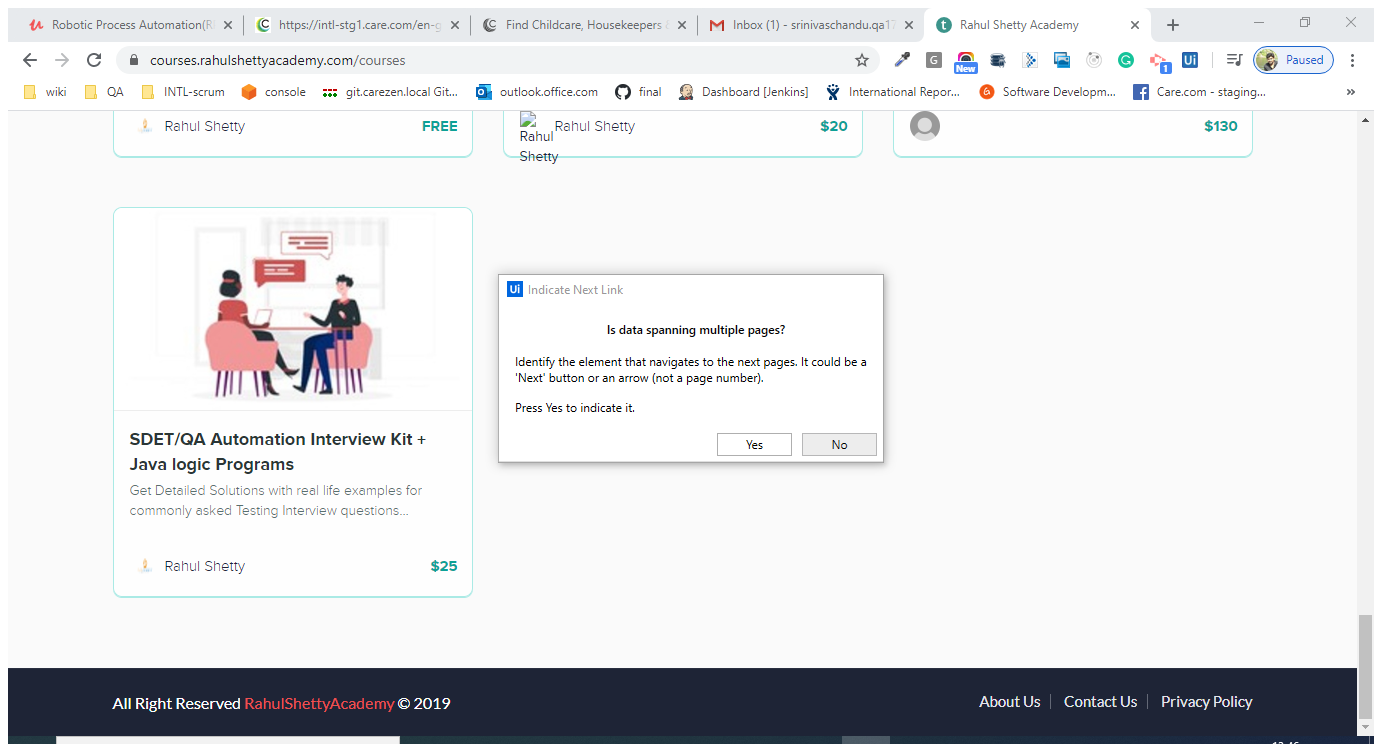 Robotic Process Automation(RI
https://intl-stg1.care.com/en-g
Find Childcare, Housekeepers &
Inbox (1) - srinivaschandu.qa17
Rahul Shetty Academy
courses.rahulshettyacademy.com/courses
New
1
Ui
Paused
wiki
QA
INTL-scrum
console
git.carezen.local Git...
outlook.office.com
final
Dashboard [Jenkins]
International Repor...
Software Developm...
Care.com - staging...
»
Rahul Shetty
FREE
Rahul Shetty
Rahul
Shetty
$20
$130
SDET/QA Automation Interview Kit +
Java logic Programs
Get Detailed Solutions with real life examples for
commonly asked Testing Interview questions...
Rahul Shetty
$25
Ui Indicate Next Link
Is data spanning multiple pages?
Identify the element that navigates to the next pages. It could be a
'Next' button or an arrow (not a page number).
Press Yes to indicate it.
Yes
No
All Right Reserved RahulShettyAcademy © 2019
About Us
Contact Us
Privacy Policy